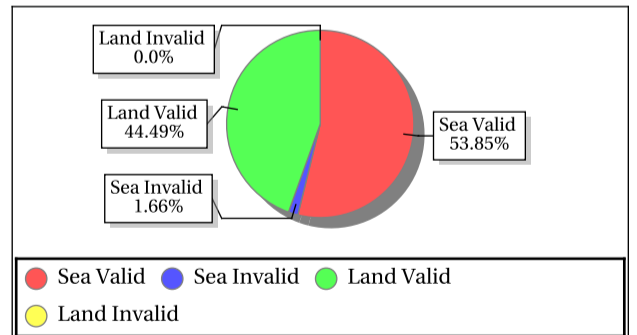 Land Invalid
0.0%
Land Valid
44.49%
Sea Valid
53.85%
Sea Invalid
1.66%
Sea Valid Sea Invalid Land Valid
Land Invalid